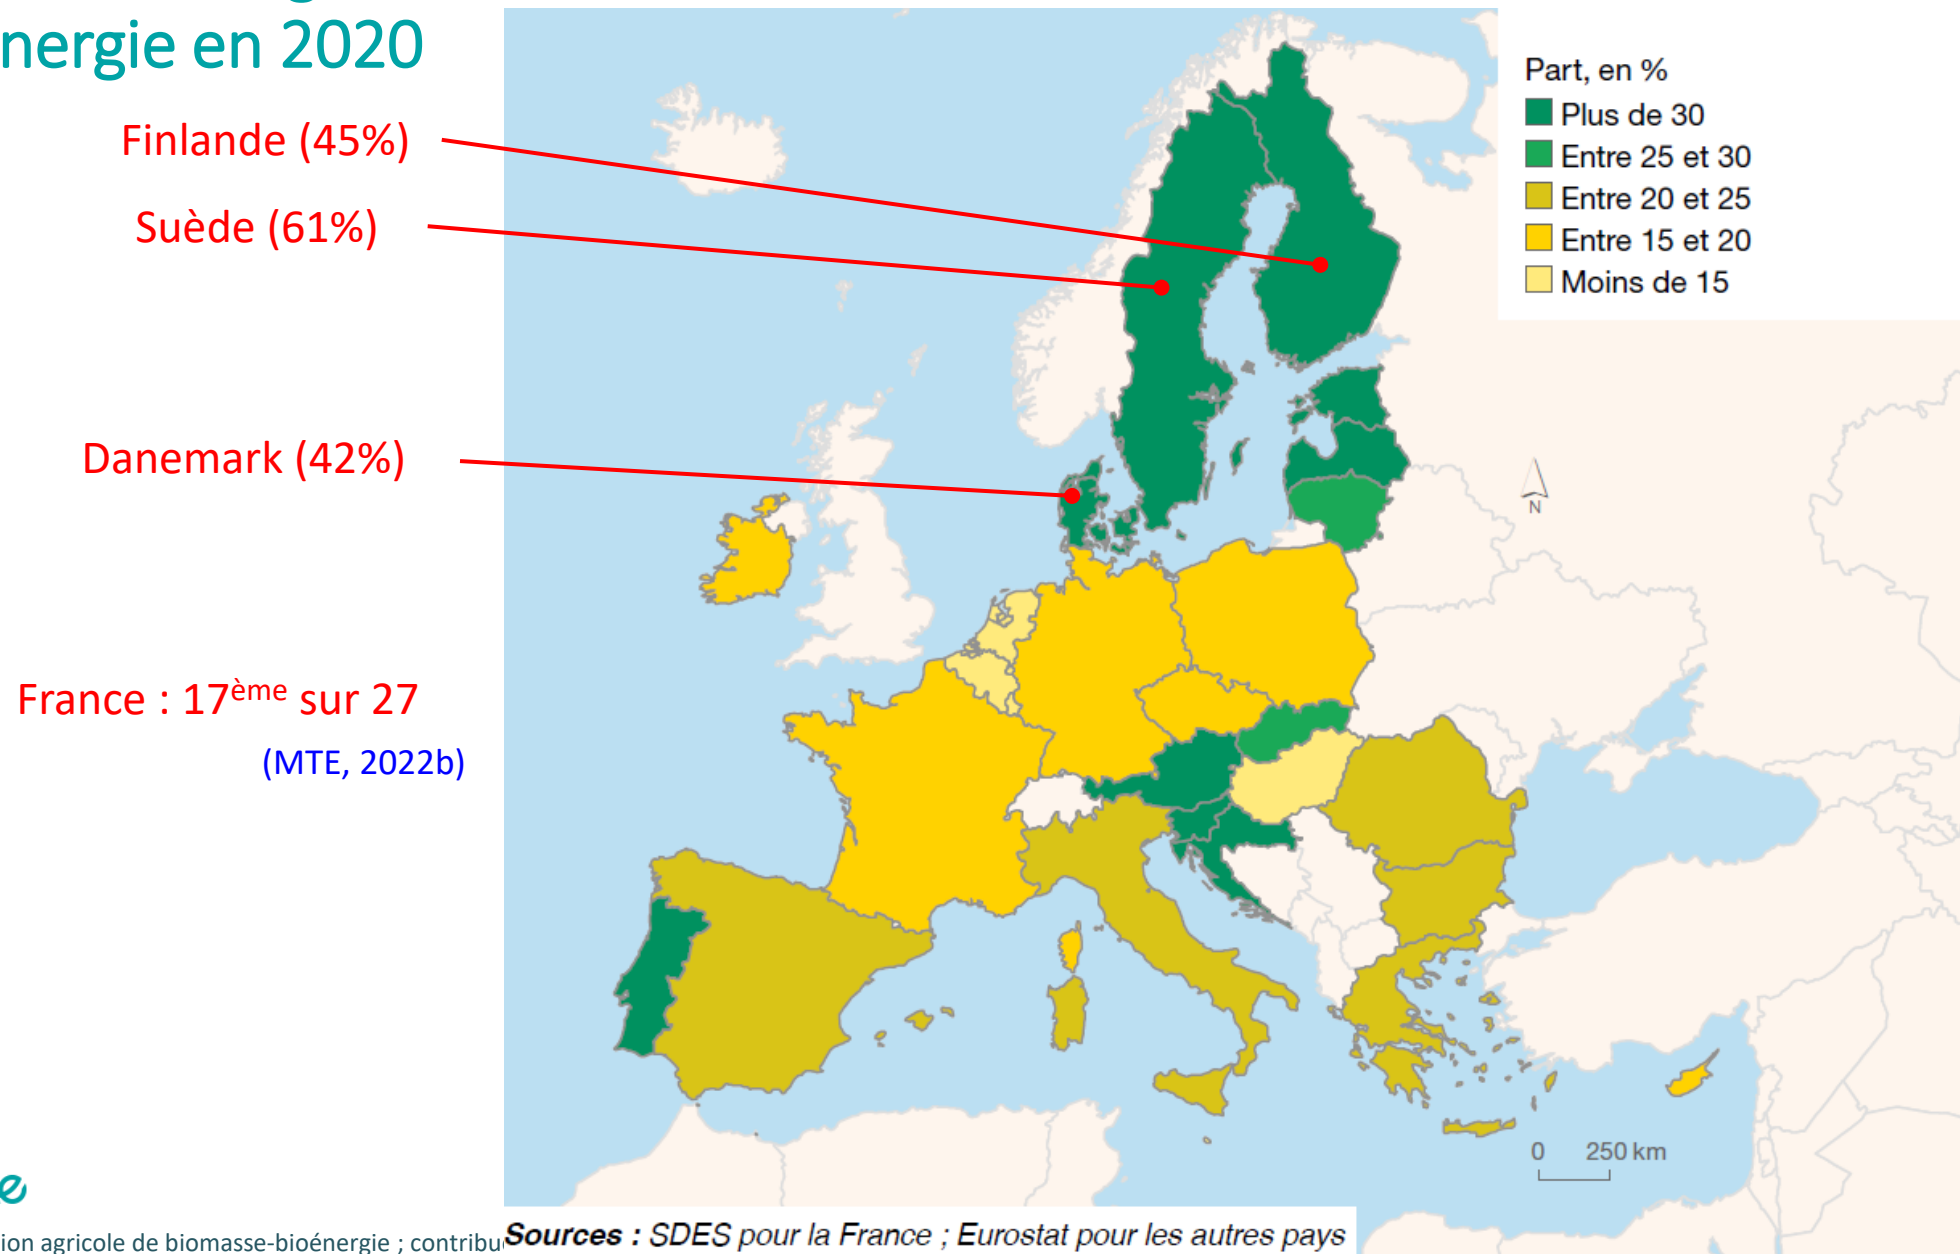 nergie en 2020
Finlande (45%)
Suède (61%)
Danemark (42%)
France : 17ème sur 27
(MTE, 2022b)
Part, en %
Plus de 30
Entre 25 et 30
Entre 20 et 25
Entre 15 et 20
Moins de 15
N
0 250 km
e
ion agricole de biomasse-bioénergie ; contribu
Sources : SDES pour la France ; Eurostat pour les autres pays